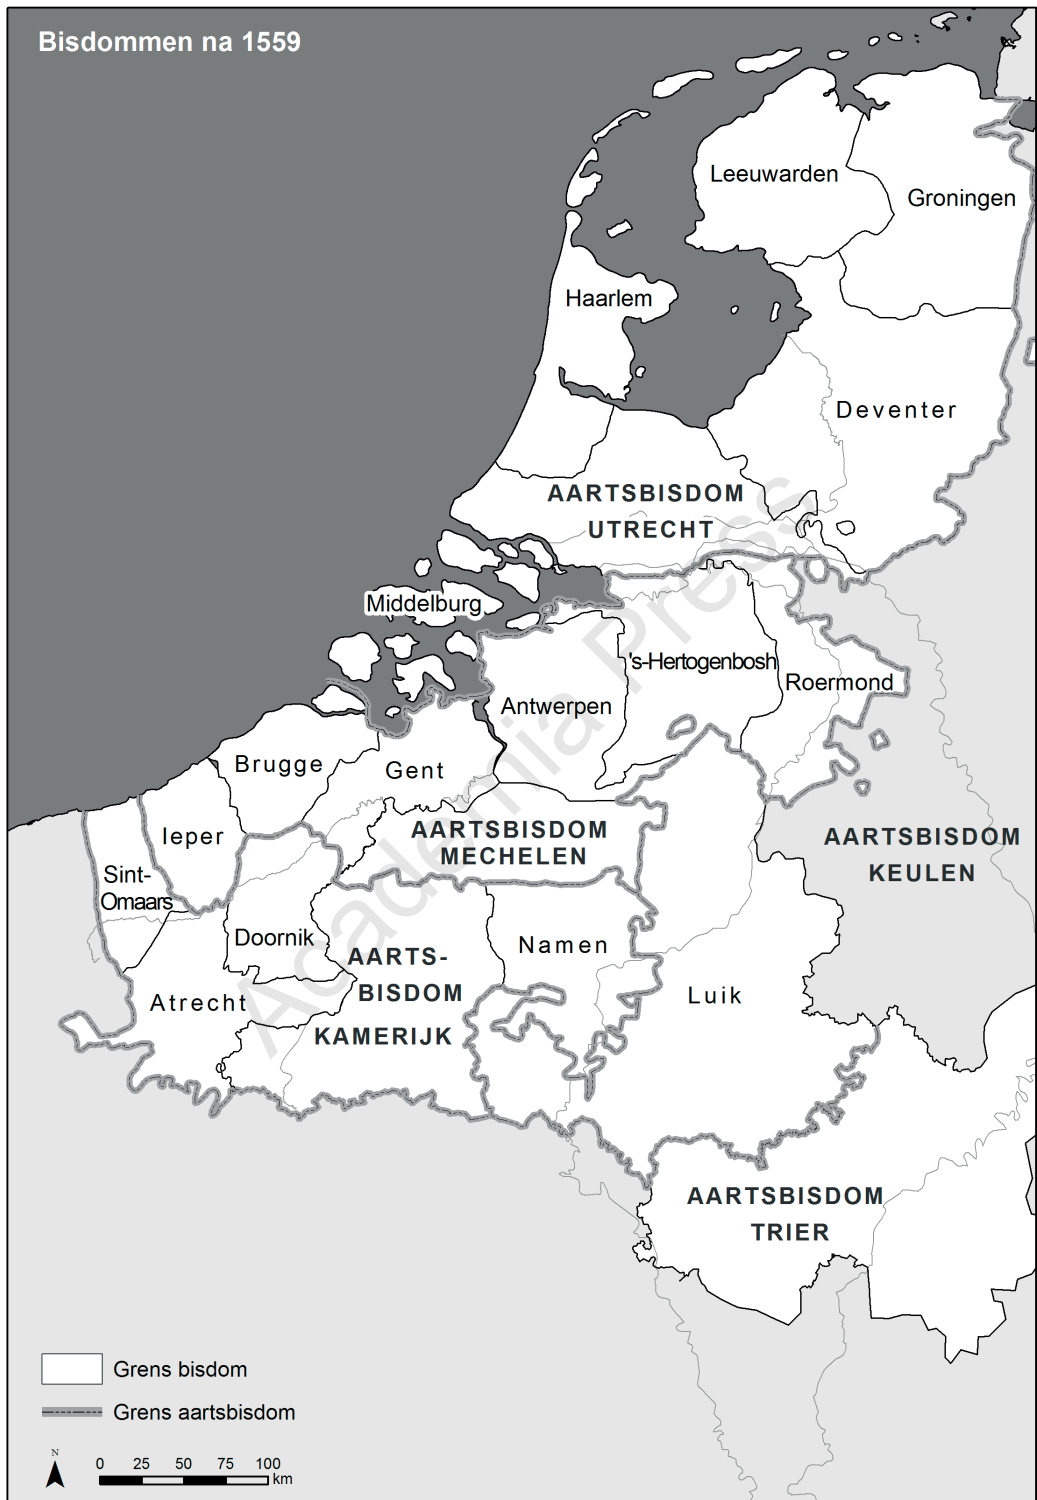 Bisdommen na 1559
Leeuwarden
Groningen
Haarlem
Deventer
AARTSBISDOM
UTRECHT
Middelburg
's-Hertogenbosh
Roermond
Antwerpen
Brugge
Gent
Ieper
AARTSBISDOM
MECHELEN
AARTSBISDOM
KEULEN
Sint-
Omaars
Doornik
AARTS-
BISDOM
KAMERIJK
Namen
Luik
Atrecht
AARTSBISDOM
TRIER
Academia Press
Grens bisdom
Grens aartsbisdom
N
0 25 50 75 100
km